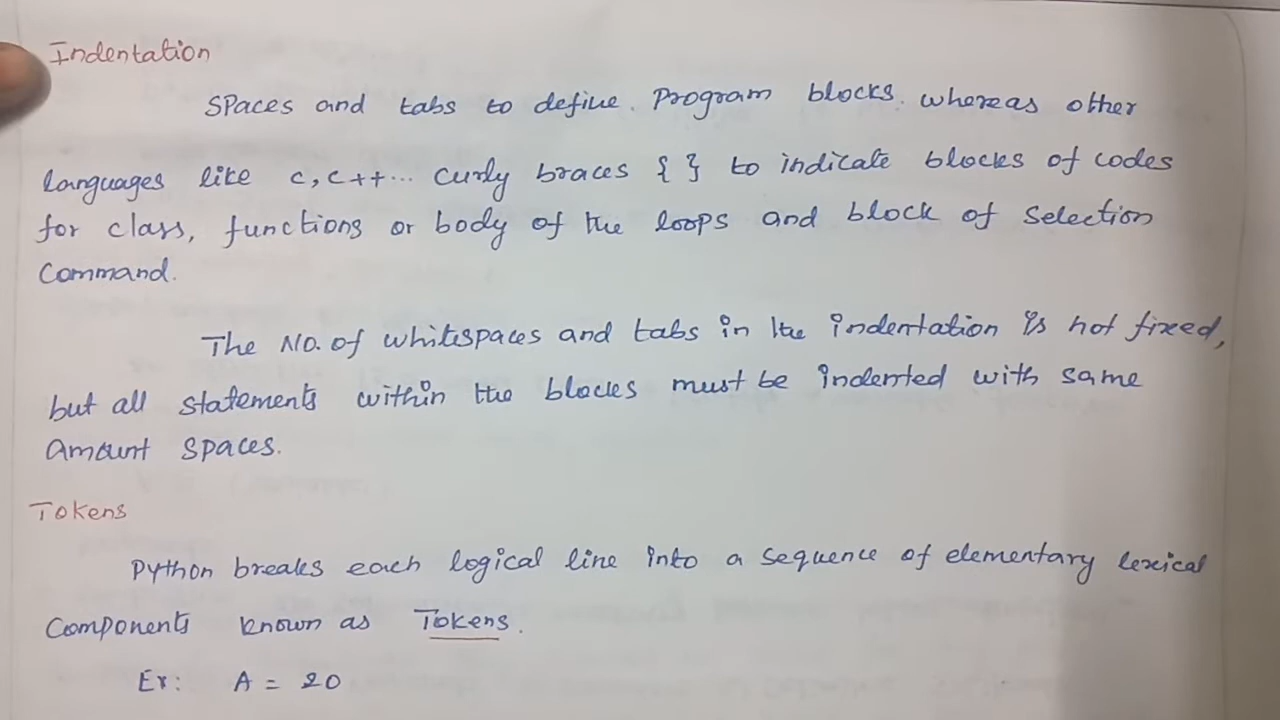 Indentation
Spaces and tabs to define. Program blocks. whereas other
languages like C, C++... Curly braces { } to indicate blocks of codes
for class, functions or body of the loops and block of Selection
Command.
The No. of whitespaces and tabs in the indentation is not fixed,
but all statements within the blocks must be indented with same
amount spaces.
Tokens
Python breaks each logical line into a sequence of elementary lexical
Components known as Tokens.
Ex: A = 20